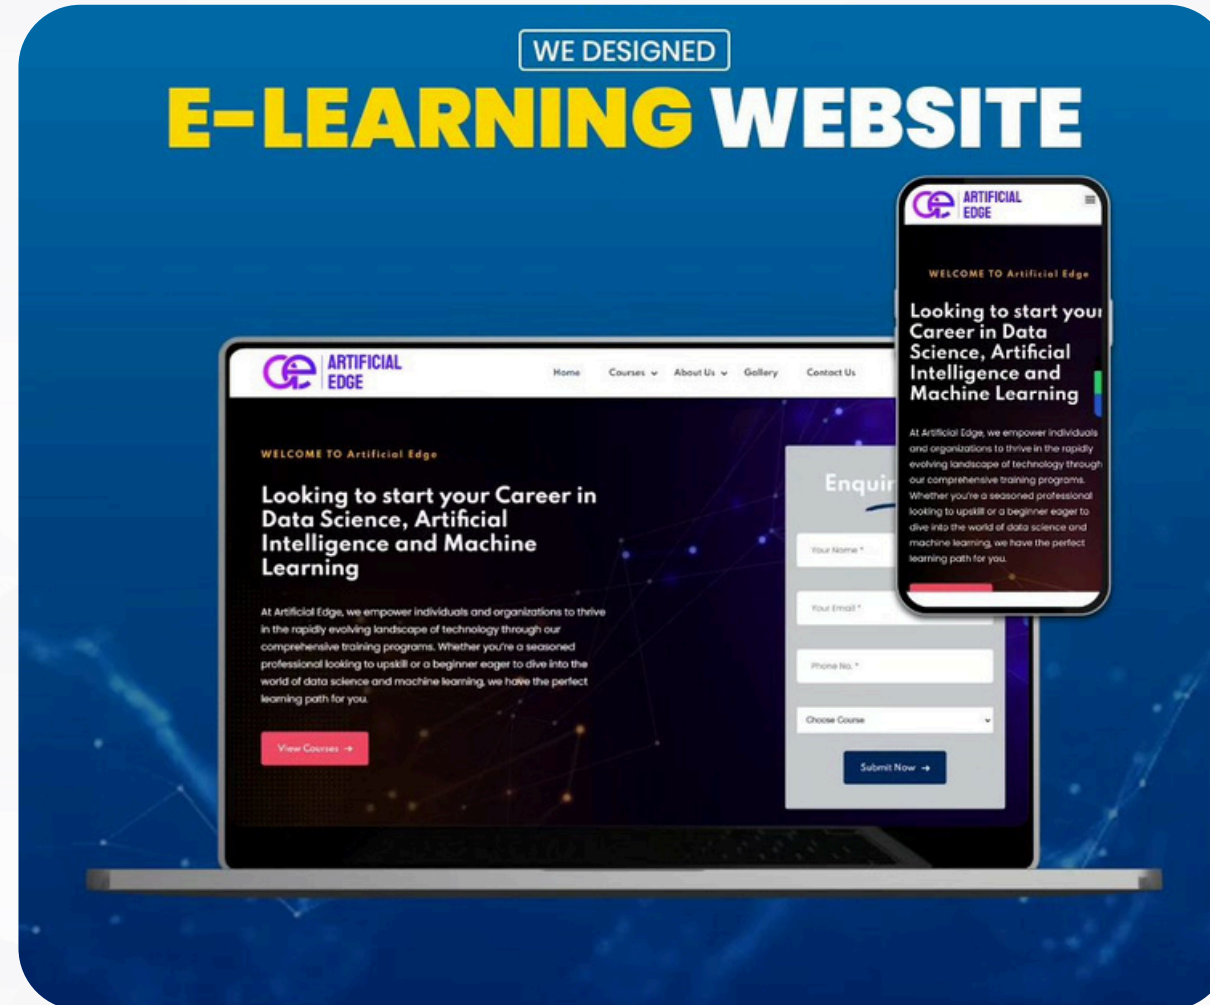 WE DESIGNED
E-LEARNING WEBSITE
ARTIFICIAL
EDGE
Home Courses About Us Gallery Contact Us
WELCOME TO Artificial Edge
Looking to start your Career in
Data Science, Artificial
Intelligence and Machine
Learning
At Artificial Edge, we empower individuals and organizations to thrive
in the rapidly evolving landscape of technology through our
comprehensive training programs. Whether you're a seasoned
professional looking to upskill or a beginner eager to dive into the
world of data science and machine learning, we have the perfect
learning path for you.
View Courses →
Your Name *
Your Email *
Phone No. *
Choose Course
Submit Now →
ARTIFICIAL
EDGE
WELCOME TO Artificial Edge
Looking to start your
Career in Data
Science, Artificial
Intelligence and
Machine Learning
At Artificial Edge, we empower individuals
and organizations to thrive in the rapidly
evolving landscape of technology through
our comprehensive training programs.
Whether you're a seasoned professional
looking to upskill or a beginner eager to
dive into the world of data science and
machine learning, we have the perfect
learning path for you.